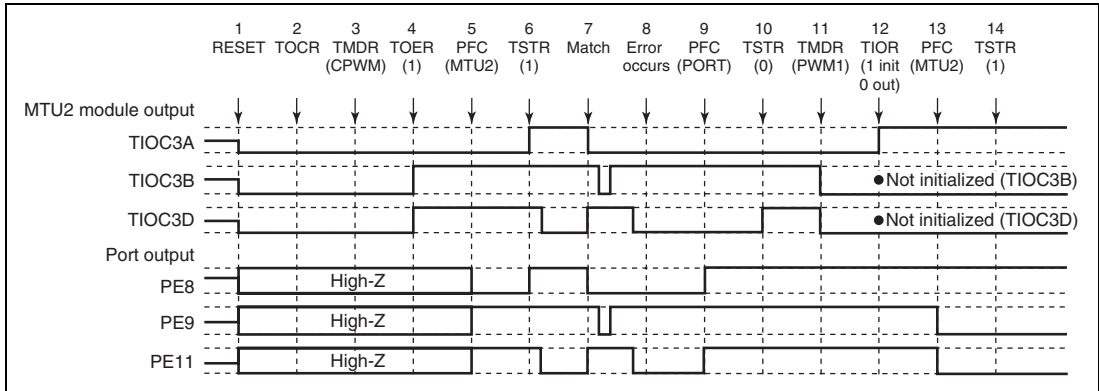 1 2 3 4 5 6 7 8 9 10 11 12 13 14
RESET TOCR TMDR TOER PFC TSTR Match Error PFC TSTR TMDR TIOR PFC TSTR
(CPWM) (1) (MTU2) (1) occurs (PORT) (0) (PWM1) (1 init (MTU2) (1)
0 out)
MTU2 module output
TIOC3A
TIOC3B
●Not initialized (TIOC3B)
TIOC3D
●Not initialized (TIOC3D)
Port output
PE8
High-Z
PE9
High-Z
PE11
High-Z